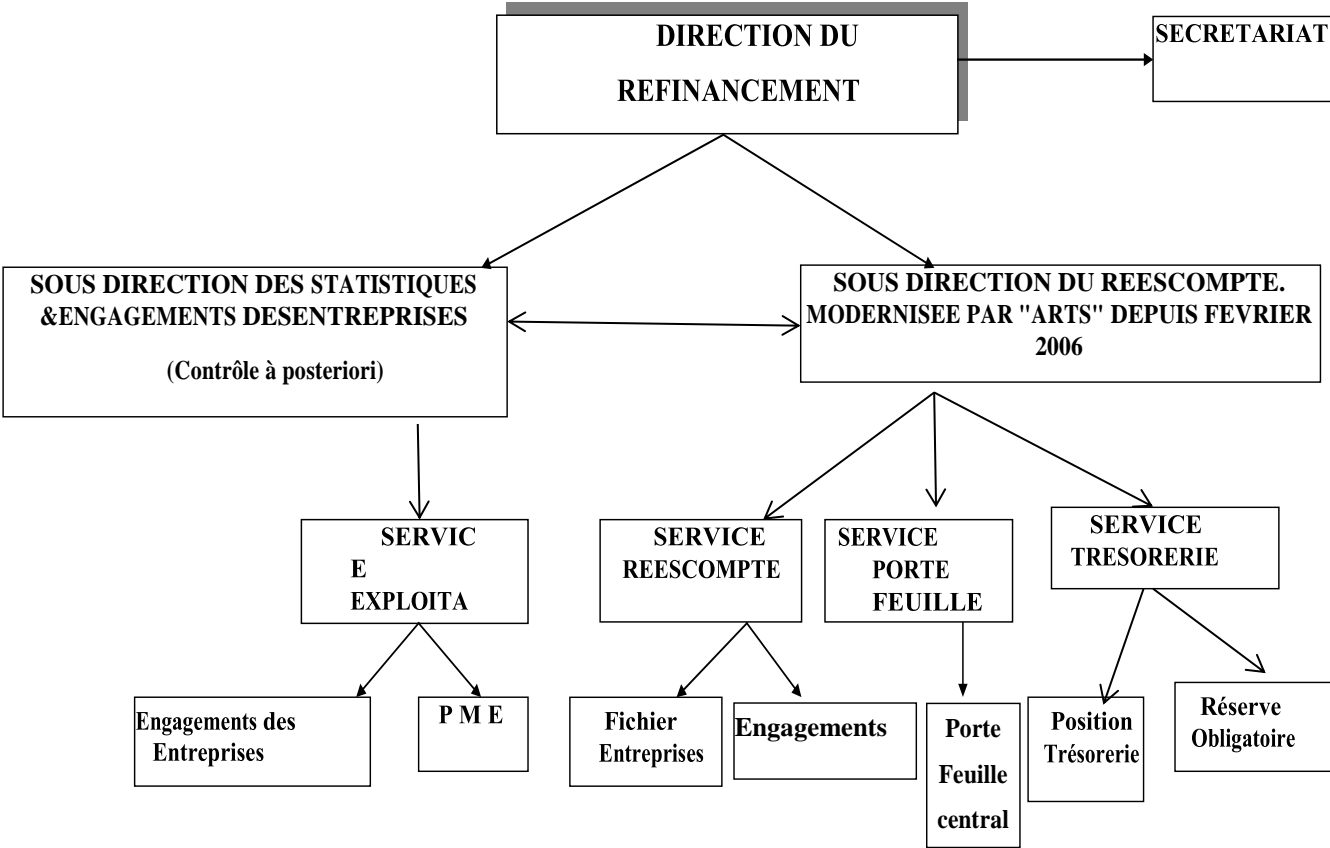 DIRECTION DU
REFINANCEMENT
SECRETARIAT
SOUS DIRECTION DES STATISTIQUES
&ENGAGEMENTS DESENTREPRISES
(Contrôle à posteriori)
SOUS DIRECTION DU REESCOMPTE.
MODERNISEE PAR "ARTS" DEPUIS FEVRIER
2006
SERVIC
E
EXPLOITA
SERVICE
REESCOMPTE
SERVICE
PORTE
FEUILLE
SERVICE
TRESORERIE
Engagements des
Entreprises
P M E
Fichier
Entreprises
Engagements
Porte
Feuille
central
Position
Trésorerie
Réserve
Obligatoire